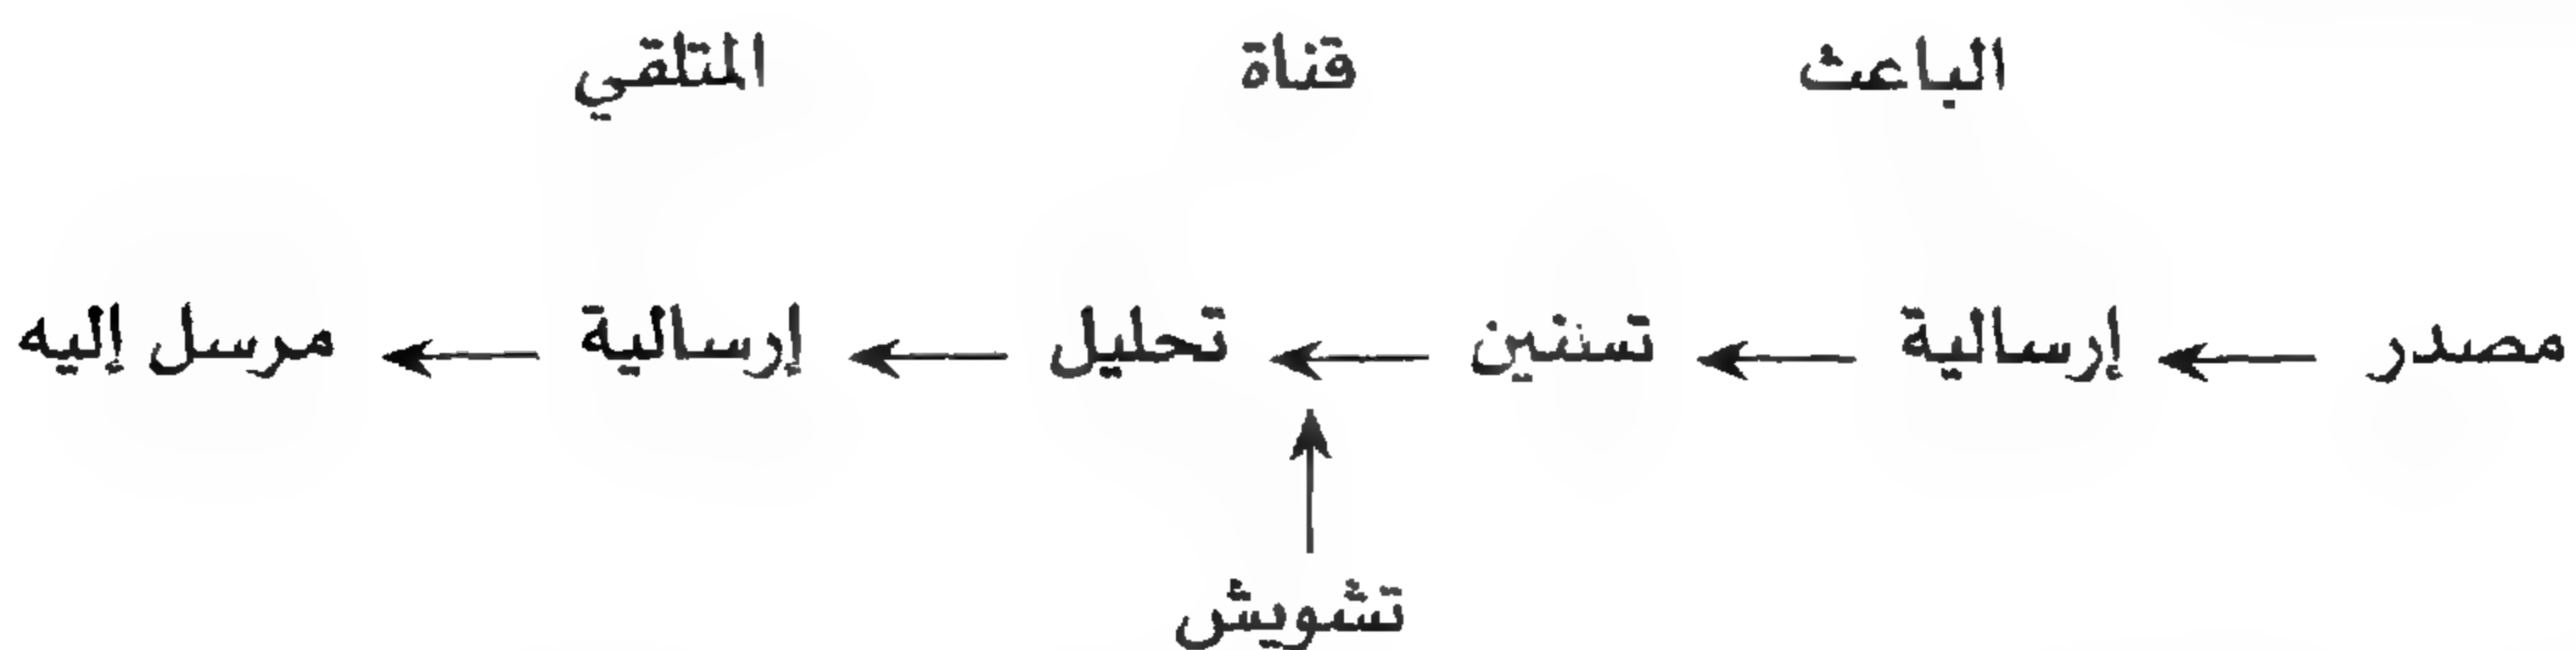 الباعث قناة المتلقي
مصدر إرسالية تسنين تحليل إرسالية مرسل إليه
تشويش